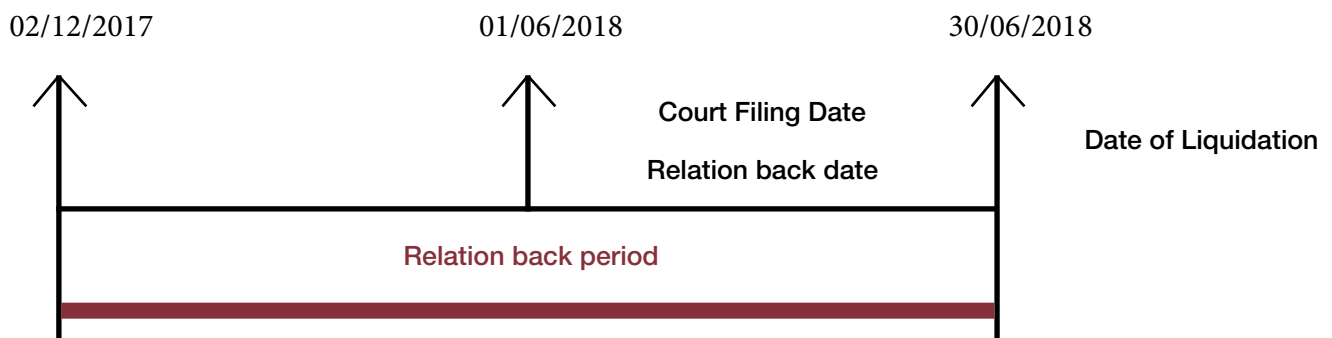 02/12/2017 01/06/2018 30/06/2018
Court Filing Date
Date of Liquidation
Relation back date
Relation back period